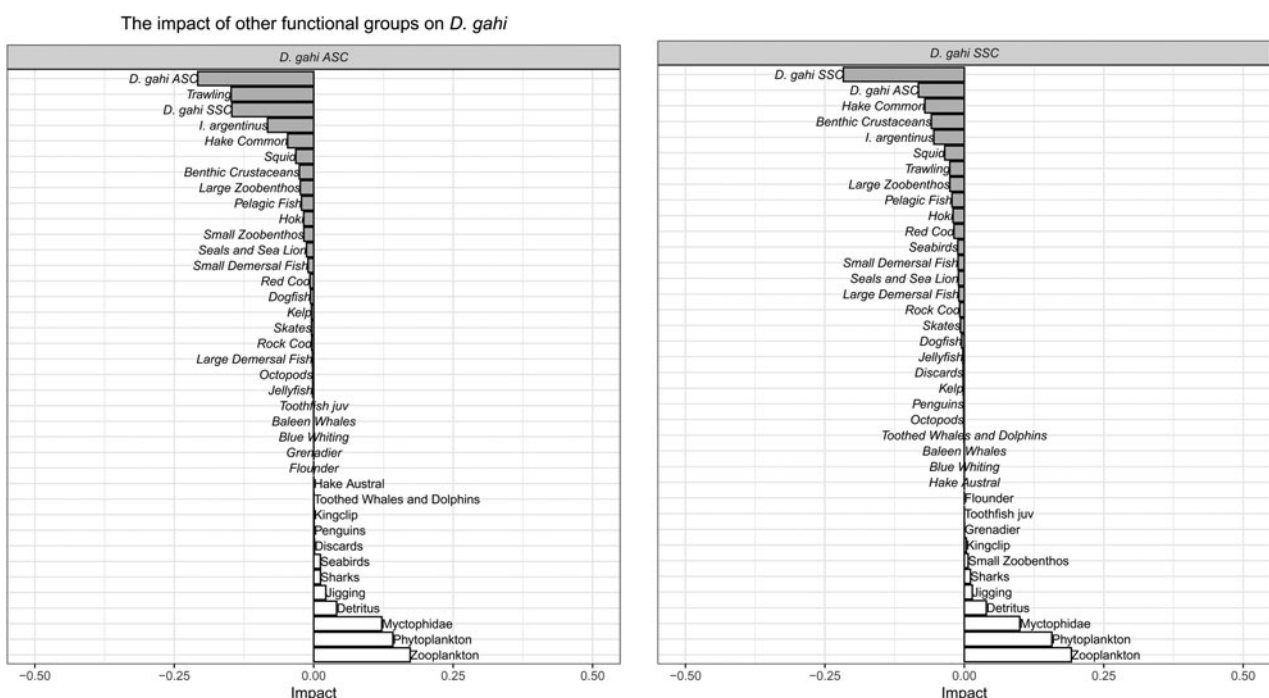 The impact of other functional groups on D. gahi
D. gahi ASC
D. gahi ASC
Trawling
D. gahi SSC
I. argentinus
Hake Common
Squid
Benthic Crustaceans
Large Zoobenthos
Pelagic Fish
Hoki
Small Zoobenthos
Seals and Sea Lion
Small Demersal Fish
Red Cod
Dogfish
Kelp
Skates
Rock Cod
Large Demersal Fish
Octopods
Jellyfish
Toothfish juv
Baleen Whales
Blue Whiting
Grenadier
Flounder
Hake Austral
Toothed Whales and Dolphins
Kingclip
Penguins
Discards
Seabirds
Sharks
Jigging
Detritus
Myctophidae
Phytoplankton
Zooplankton
−0.50 −0.25 0.00 0.25 0.50
Impact
D. gahi SSC
D. gahi SSC
D. gahi ASC
Hake Common
Benthic Crustaceans
I. argentinus
Squid
Trawling
Large Zoobenthos
Pelagic Fish
Hoki
Red Cod
Seabirds
Small Demersal Fish
Seals and Sea Lion
Large Demersal Fish
Rock Cod
Skates
Dogfish
Jellyfish
Discards
Kelp
Penguins
Octopods
Toothed Whales and Dolphins
Baleen Whales
Blue Whiting
Hake Austral
Flounder
Toothfish juv
Grenadier
Kingclip
Small Zoobenthos
Sharks
Jigging
Detritus
Myctophidae
Phytoplankton
Zooplankton
−0.50 −0.25 0.00 0.25 0.50
Impact